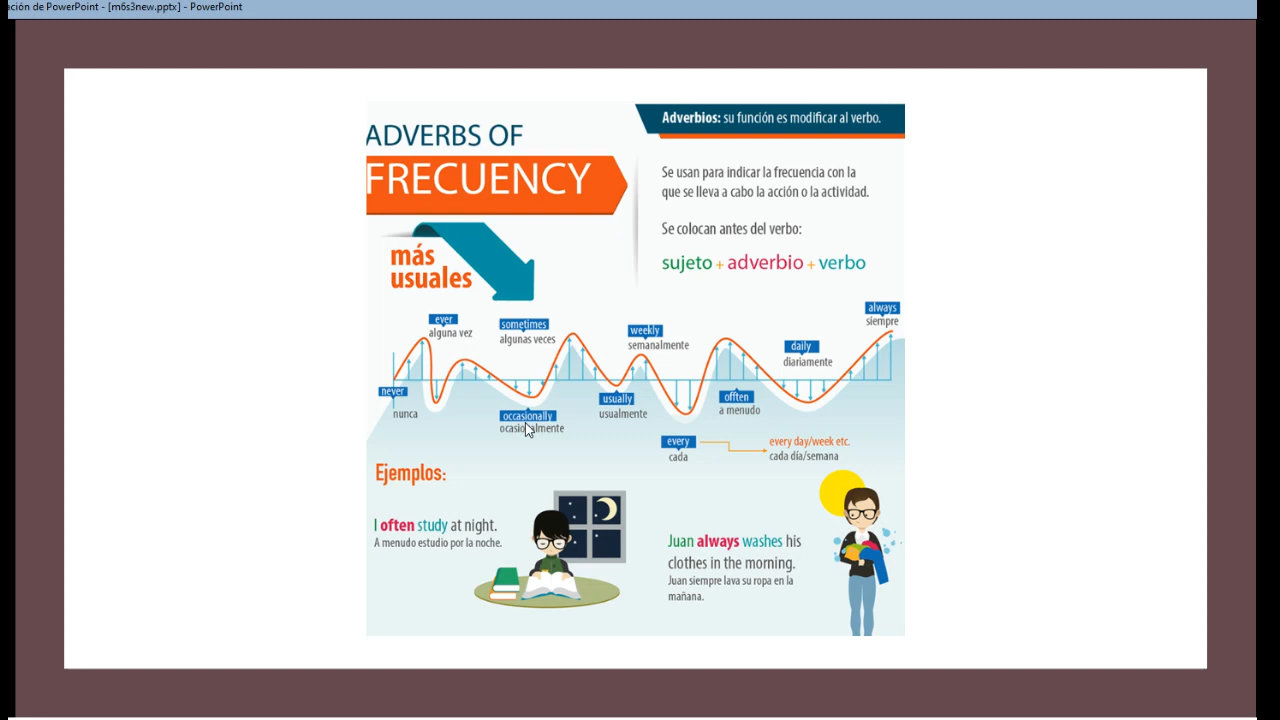 ción de PowerPoint - [m6s3new.pptx] - PowerPoint
ADVERBS OF
FRECUENCY
Adverbios: su función es modificar al verbo.
Se usan para indicar la frecuencia con la
que se lleva a cabo la acción o la actividad.
Se colocan antes del verbo:
sujeto + adverbio + verbo
más
usuales
ever
alguna vez
sometimes
algunas veces
weekly
semanalmente
always
siempre
daily
diariamente
never
nunca
occasionally
ocasionalmente
usually
usualmente
offten
a menudo
every
cada
every day/week etc.
cada día/semana
Ejemplos:
I often study at night.
A menudo estudio por la noche.
Juan always washes his
clothes in the morning.
Juan siempre lava su ropa en la
mañana.